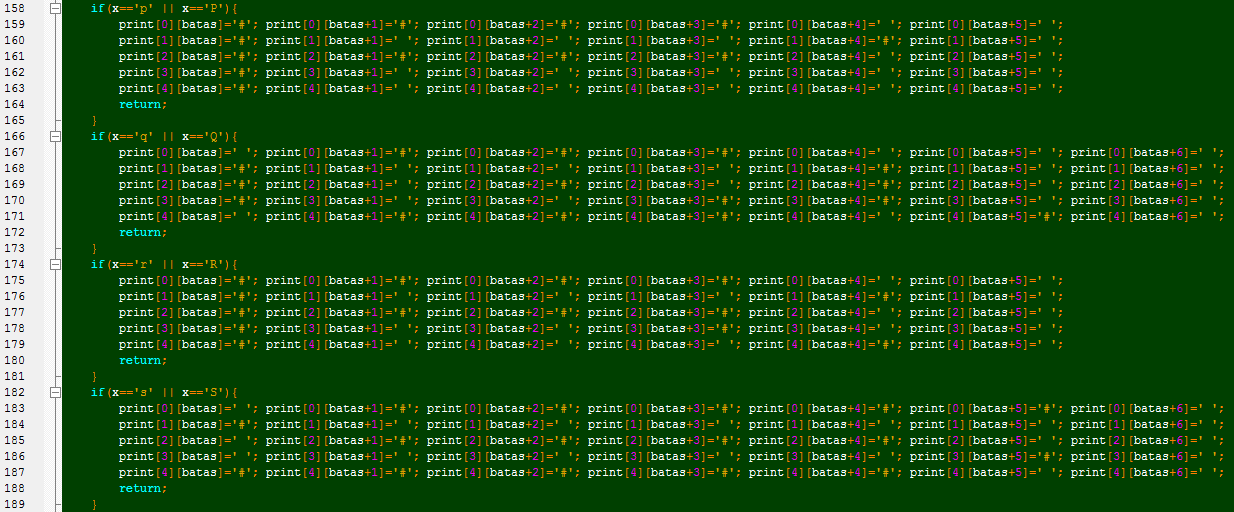 158 if(x=='p' || x=='P'){
159 print[0][batas]='#'; print[0][batas+1]='#'; print[0][batas+2]='#'; print[0][batas+3]='#'; print[0][batas+4]=' '; print[0][batas+5]=' ';
160 print[1][batas]='#'; print[1][batas+1]=' '; print[1][batas+2]=' '; print[1][batas+3]=' '; print[1][batas+4]='#'; print[1][batas+5]=' ';
161 print[2][batas]='#'; print[2][batas+1]='#'; print[2][batas+2]='#'; print[2][batas+3]='#'; print[2][batas+4]=' '; print[2][batas+5]=' ';
162 print[3][batas]='#'; print[3][batas+1]=' '; print[3][batas+2]=' '; print[3][batas+3]=' '; print[3][batas+4]=' '; print[3][batas+5]=' ';
163 print[4][batas]='#'; print[4][batas+1]=' '; print[4][batas+2]=' '; print[4][batas+3]=' '; print[4][batas+4]=' '; print[4][batas+5]=' ';
164 return;
165 }
166 if(x=='q' || x=='Q'){
167 print[0][batas]=' '; print[0][batas+1]='#'; print[0][batas+2]='#'; print[0][batas+3]='#'; print[0][batas+4]=' '; print[0][batas+5]=' '; print[0][batas+6]=' ';
168 print[1][batas]='#'; print[1][batas+1]=' '; print[1][batas+2]=' '; print[1][batas+3]=' '; print[1][batas+4]='#'; print[1][batas+5]=' '; print[1][batas+6]=' ';
169 print[2][batas]='#'; print[2][batas+1]=' '; print[2][batas+2]='#'; print[2][batas+3]=' '; print[2][batas+4]='#'; print[2][batas+5]=' '; print[2][batas+6]=' ';
170 print[3][batas]='#'; print[3][batas+1]=' '; print[3][batas+2]=' '; print[3][batas+3]='#'; print[3][batas+4]='#'; print[3][batas+5]=' '; print[3][batas+6]=' ';
171 print[4][batas]=' '; print[4][batas+1]='#'; print[4][batas+2]='#'; print[4][batas+3]='#'; print[4][batas+4]=' '; print[4][batas+5]='#'; print[4][batas+6]=' ';
172 return;
173 }
174 if(x=='r' || x=='R'){
175 print[0][batas]='#'; print[0][batas+1]='#'; print[0][batas+2]='#'; print[0][batas+3]='#'; print[0][batas+4]=' '; print[0][batas+5]=' ';
176 print[1][batas]='#'; print[1][batas+1]=' '; print[1][batas+2]=' '; print[1][batas+3]=' '; print[1][batas+4]='#'; print[1][batas+5]=' ';
177 print[2][batas]='#'; print[2][batas+1]='#'; print[2][batas+2]='#'; print[2][batas+3]='#'; print[2][batas+4]=' '; print[2][batas+5]=' ';
178 print[3][batas]='#'; print[3][batas+1]=' '; print[3][batas+2]=' '; print[3][batas+3]='#'; print[3][batas+4]=' '; print[3][batas+5]=' ';
179 print[4][batas]='#'; print[4][batas+1]=' '; print[4][batas+2]=' '; print[4][batas+3]=' '; print[4][batas+4]='#'; print[4][batas+5]=' ';
180 return;
181 }
182 if(x=='s' || x=='S'){
183 print[0][batas]=' '; print[0][batas+1]='#'; print[0][batas+2]='#'; print[0][batas+3]='#'; print[0][batas+4]='#'; print[0][batas+5]='#'; print[0][batas+6]=' ';
184 print[1][batas]='#'; print[1][batas+1]=' '; print[1][batas+2]=' '; print[1][batas+3]=' '; print[1][batas+4]=' '; print[1][batas+5]=' '; print[1][batas+6]=' ';
185 print[2][batas]=' '; print[2][batas+1]='#'; print[2][batas+2]='#'; print[2][batas+3]='#'; print[2][batas+4]='#'; print[2][batas+5]=' '; print[2][batas+6]=' ';
186 print[3][batas]=' '; print[3][batas+1]=' '; print[3][batas+2]=' '; print[3][batas+3]=' '; print[3][batas+4]=' '; print[3][batas+5]='#'; print[3][batas+6]=' ';
187 print[4][batas]='#'; print[4][batas+1]='#'; print[4][batas+2]='#'; print[4][batas+3]='#'; print[4][batas+4]='#'; print[4][batas+5]=' '; print[4][batas+6]=' ';
188 return;
189 }